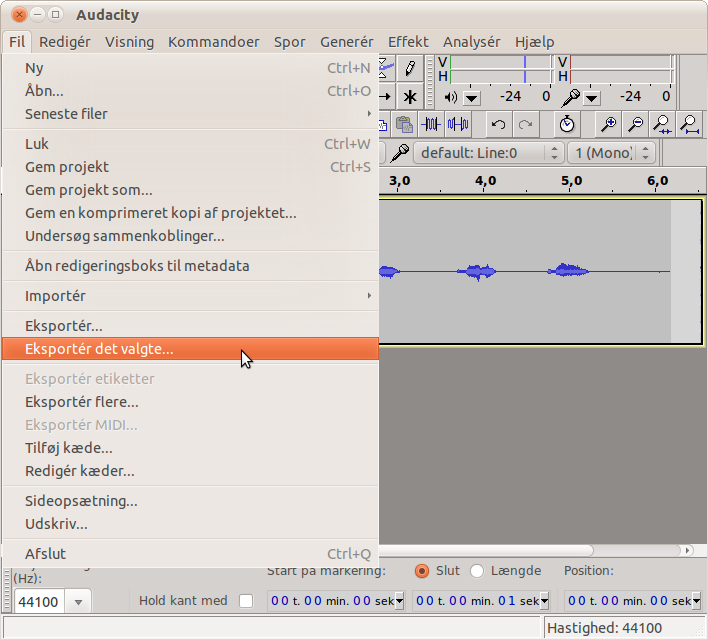 Audacity
Fil Redigér Visning Kommandoer Spor Generér Effekt Analysér Hjælp
Ny Ctrl+N
Åbn... Ctrl+O
Seneste filer
Luk Ctrl+W
Gem projekt Ctrl+S
Gem projekt som...
Gem en komprimeret kopi af projektet...
Undersøg sammenkoblinger...
Åbn redigeringsboks til metadata
Importér
Eksportér...
Eksportér det valgte...
Eksportér etiketter
Eksportér flere...
Eksportér MIDI...
Tilføj kæde...
Redigér kæder...
Sideopsætning...
Udskriv...
Afslut Ctrl+Q
V V
H H
-24 0 -24 0
default: Line:0 1 (Mono)
3,0 4,0 5,0 6,0
(Hz): Start på markering: Slut Længde Position:
44100 Hold kant med 00 t. 00 min. 00 sek 00 t. 00 min. 01 sek 00 t. 00 min. 00 sek
Hastighed: 44100